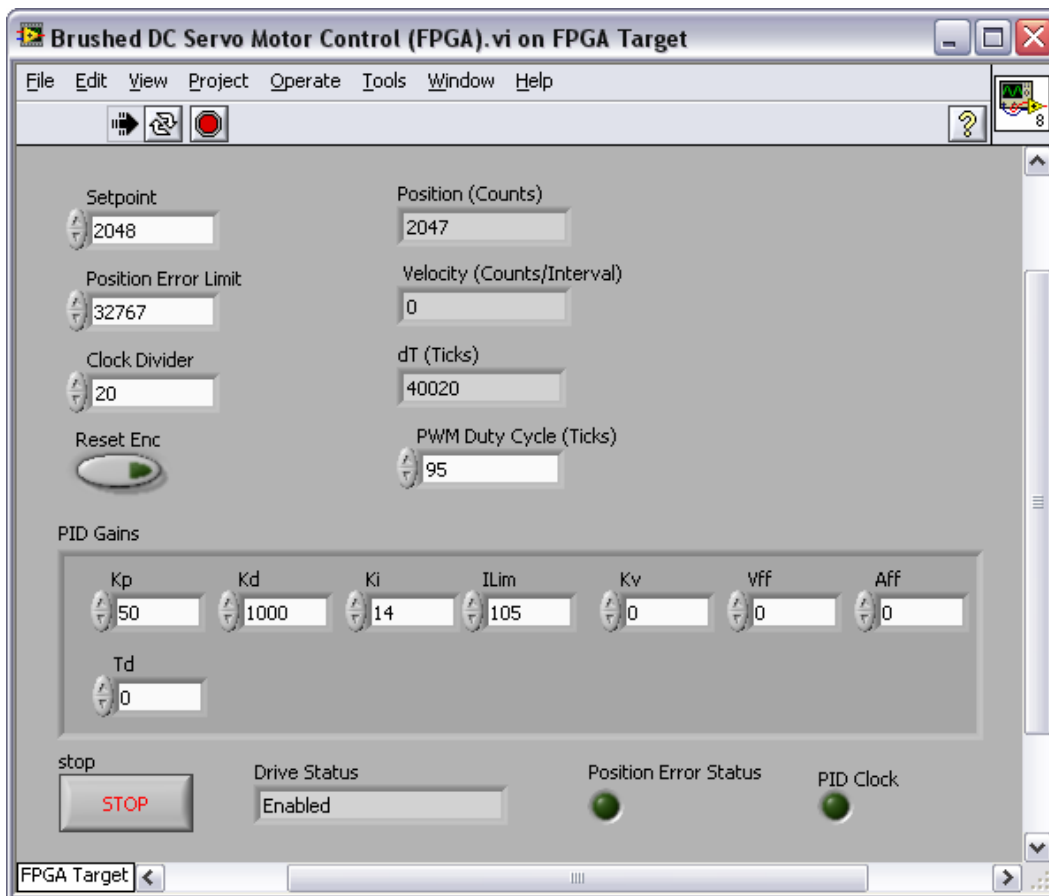 Brushed DC Servo Motor Control (FPGA).vi on FPGA Target
File Edit View Project Operate Tools Window Help
8
Setpoint
2048
Position (Counts)
2047
Position Error Limit
32767
Velocity (Counts/Interval)
0
Clock Divider
20
dT (Ticks)
40020
Reset Enc
PWM Duty Cycle (Ticks)
95
PID Gains
Kp Kd Ki ILim Kv Vff Aff
50 1000 14 105 0 0 0
Td
0
stop
STOP
Drive Status
Enabled
Position Error Status
PID Clock
FPGA Target